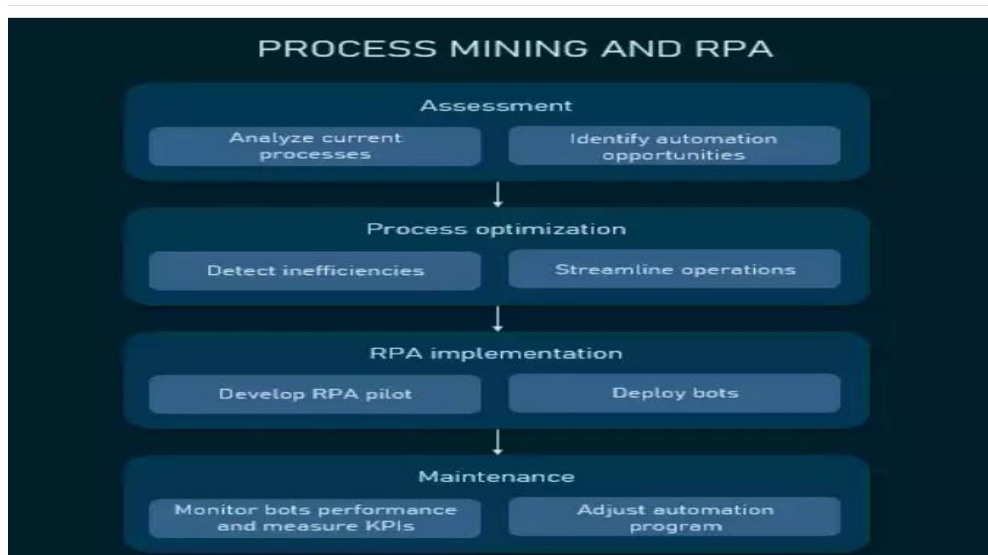 PROCESS MINING AND RPA
Assessment
Analyze current
processes
Identify automation
opportunities
Process optimization
Detect inefficiencies
Streamline operations
RPA implementation
Develop RPA pilot
Deploy bots
Maintenance
Monitor bots performance
and measure KPIs
Adjust automation
program